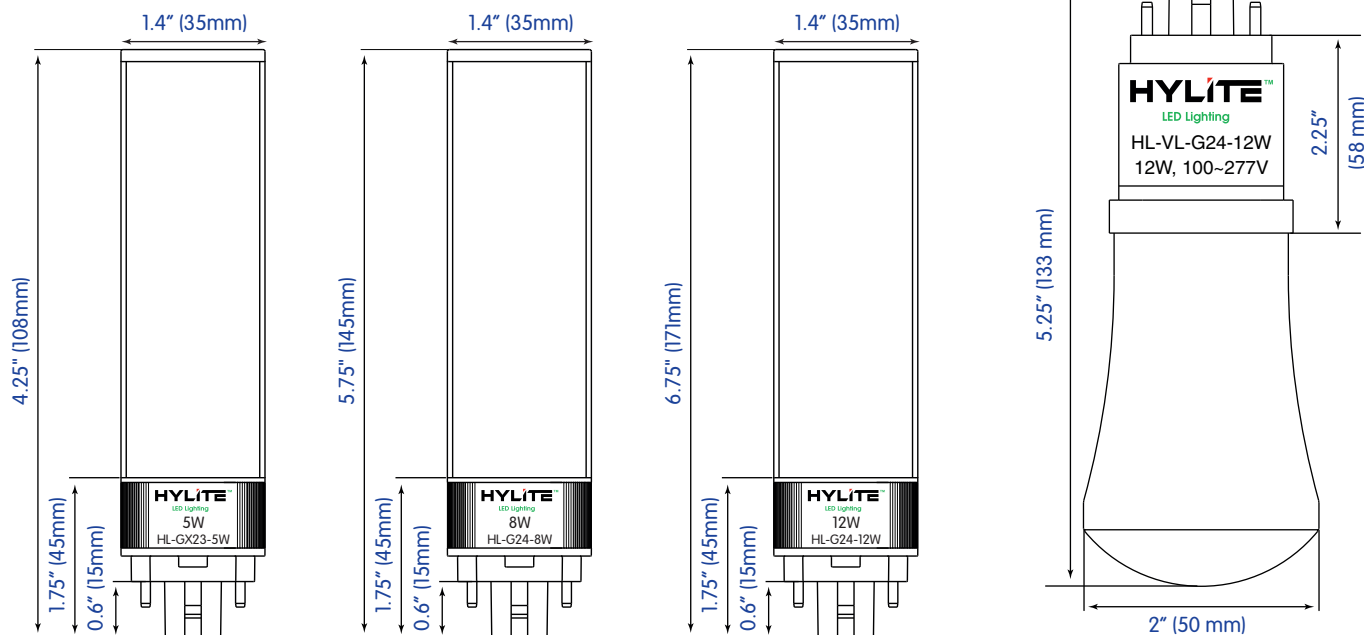 1.4” (35mm)
4.25" (108mm)
1.75” (45mm)
0.6” (15mm)
HYLITE™
LED Lighting
5W
HL-GX23-5W
1.4” (35mm)
5.75" (145mm)
1.75” (45mm)
0.6” (15mm)
HYLITE™
LED Lighting
8W
HL-G24-8W
1.4” (35mm)
6.75" (171mm)
1.75” (45mm)
0.6” (15mm)
HYLITE™
LED Lighting
12W
HL-G24-12W
5.25” (133 mm)
HYLITE™
LED Lighting
HL-VL-G24-12W
12W, 100~277V
2.25”
(58 mm)
2” (50 mm)